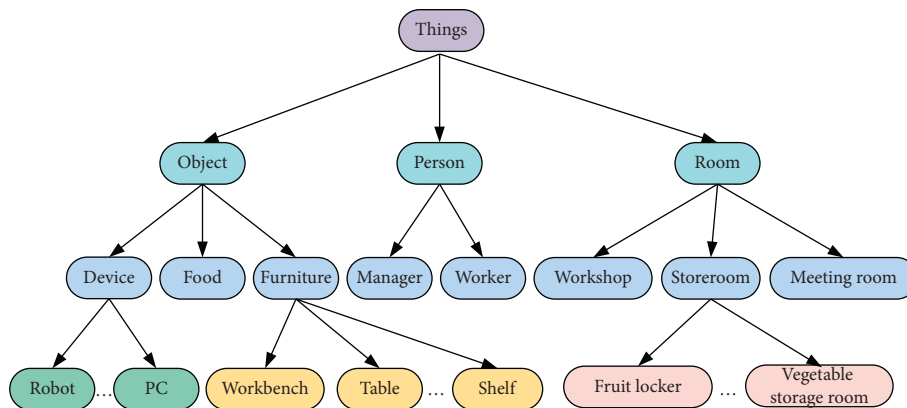 Things
Object
Person
Room
Device
Food
Furniture
Manager
Worker
Workshop
Storeroom
Meeting room
Robot
...
PC
Workbench
Table
...
Shelf
Fruit locker
...
Vegetable
storage room